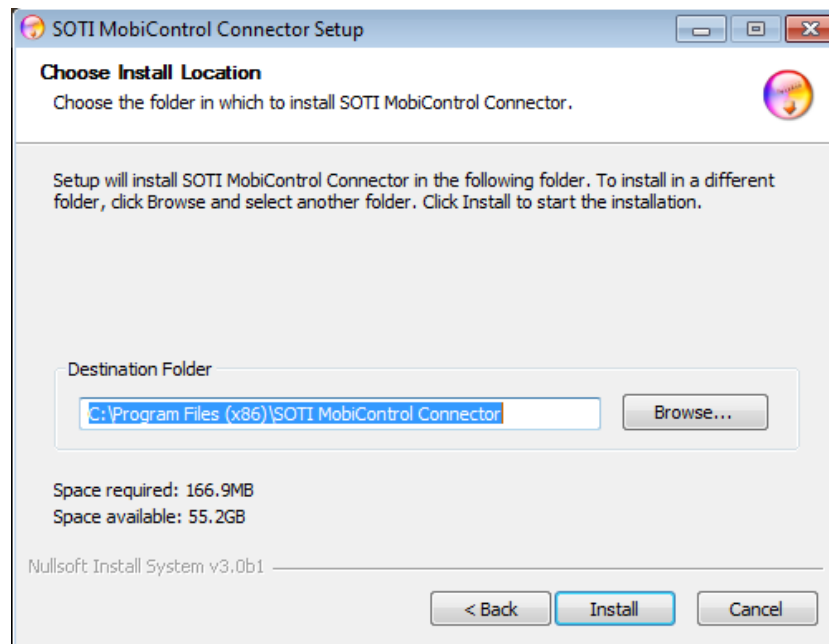 SOTI MobiControl Connector Setup
Choose Install Location
Choose the folder in which to install SOTI MobiControl Connector.
Setup will install SOTI MobiControl Connector in the following folder. To install in a different
folder, click Browse and select another folder. Click Install to start the installation.
Destination Folder
C:\Program Files (x86)\SOTI MobiControl Connector
Browse...
Space required: 166.9MB
Space available: 55.2GB
Nullsoft Install System v3.0b1
< Back
Install
Cancel